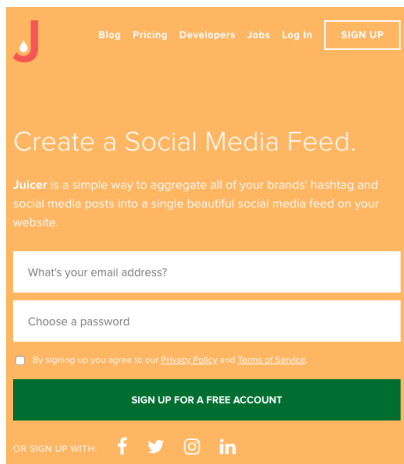 J
Blog Pricing Developers Jobs Log In SIGN UP
Create a Social Media Feed.
Juicer is a simple way to aggregate all of your brands' hashtag and
social media posts into a single beautiful social media feed on your
website.
What's your email address?
Choose a password
By signing up you agree to our Privacy Policy and Terms of Service.
SIGN UP FOR A FREE ACCOUNT
OR SIGN UP WITH: